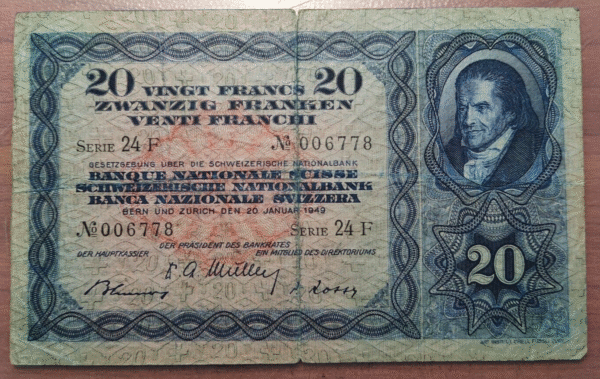 20 VINGT FRANCS 20
ZWANZIG FRANKEN
VENTI FRANCHI
SERIE 24 F № 006778
GESETZGEBUNG ÜBER DIE SCHWEIZERISCHE NATIONALBANK
BANQUE NATIONALE SUISSE
SCHWEIZERISCHE NATIONALBANK
BANCA NAZIONALE SVIZZERA
BERN UND ZÜRICH DEN 20 JANUAR 1949
№ 006778 SERIE 24 F
DER PRÄSIDENT DES BANKRATES
DER HAUPTKASSIER EIN MITGLIED DES DIREKTORIUMS
Müller
Rossy
20